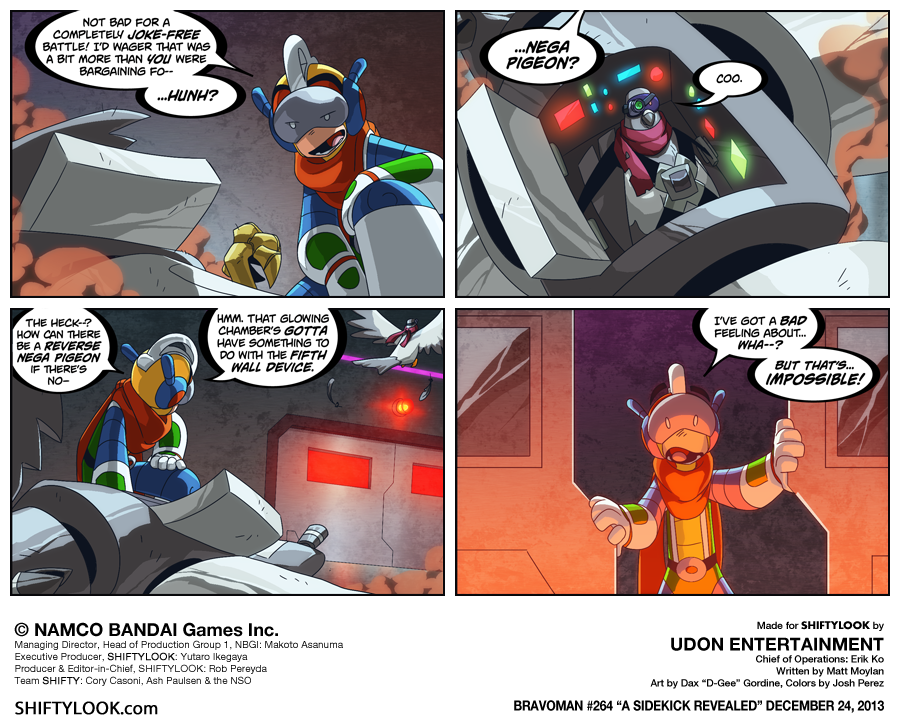 NOT BAD FOR A
COMPLETELY JOKE-FREE
BATTLE! I'D WAGER THAT WAS
A BIT MORE THAN YOU WERE
BARGAINING FO--
...HUNH?
...NEGA
PIGEON?
COO.
THE HECK--?
HOW CAN THERE
BE A REVERSE
NEGA PIGEON
IF THERE'S
NO–
HMM. THAT GLOWING
CHAMBER'S GOTTA
HAVE SOMETHING TO
DO WITH THE FIFTH
WALL DEVICE.
I'VE GOT A BAD
FEELING ABOUT...
WHA--?
BUT THAT'S...
IMPOSSIBLE!
© NAMCO BANDAI Games Inc.
Managing Director, Head of Production Group 1, NBGI: Makoto Asanuma
Executive Producer, SHIFTYLOOK: Yutaro Ikegaya
Producer & Editor-in-Chief, SHIFTYLOOK: Rob Pereyda
Team SHIFTY: Cory Casoni, Ash Paulsen & the NSO
SHIFTYLOOK.com
Made for SHIFTYLOOK by
UDON ENTERTAINMENT
Chief of Operations: Erik Ko
Written by Matt Moylan
Art by Dax “D-Gee” Gordine, Colors by Josh Perez
BRAVOMAN #264 “A SIDEKICK REVEALED” DECEMBER 24, 2013